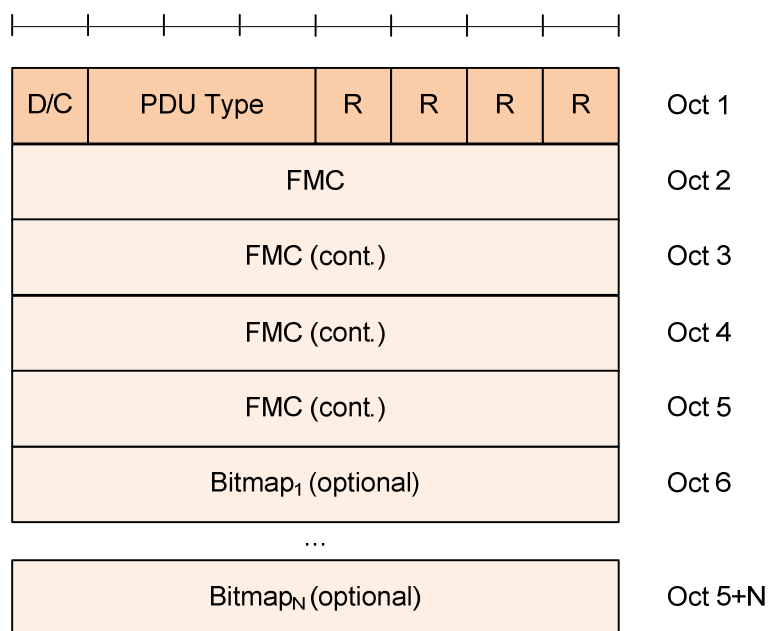 D/C PDU Type R R R R Oct 1
FMC Oct 2
FMC (cont.) Oct 3
FMC (cont.) Oct 4
FMC (cont.) Oct 5
Bitmap₁ (optional) Oct 6
...
Bitmap_N (optional) Oct 5+N